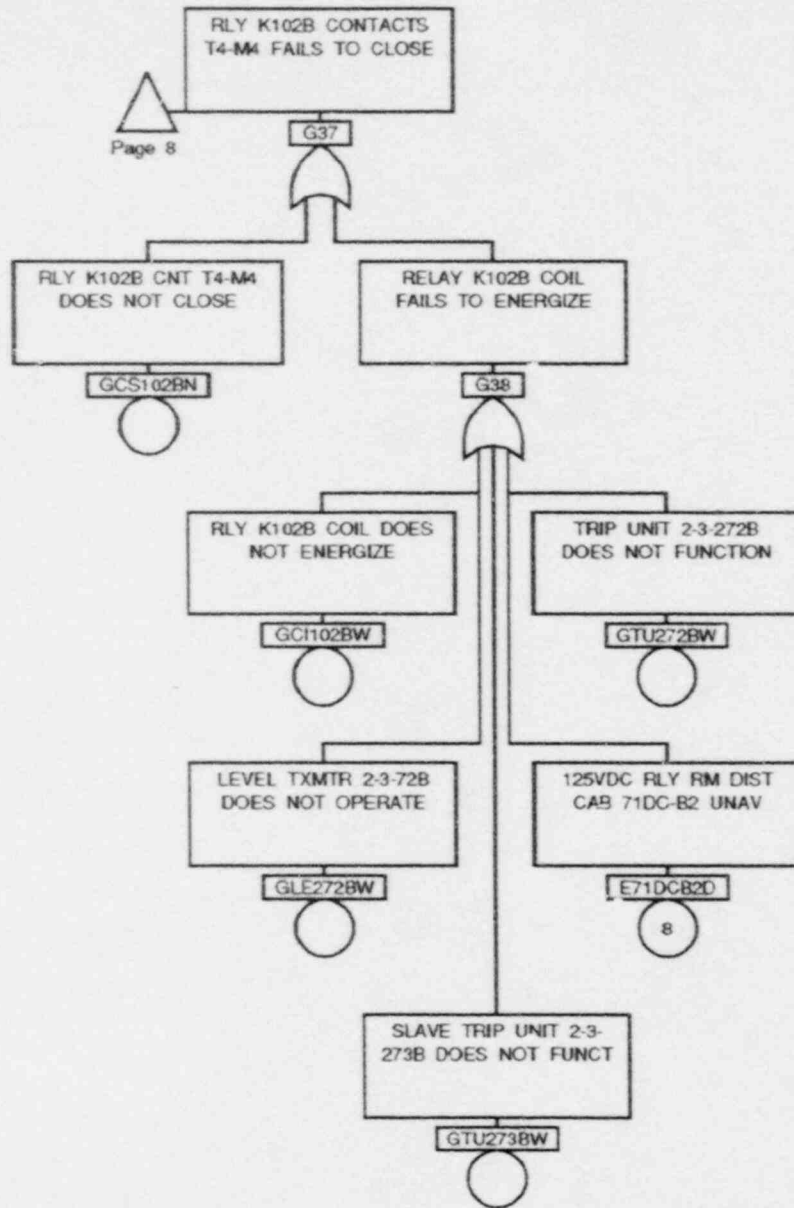 RLY K102B CONTACTS
T4-M4 FAILS TO CLOSE
Page 8
G37
RLY K102B CNT T4-M4
DOES NOT CLOSE
GCS102BN
RELAY K102B COIL
FAILS TO ENERGIZE
G38
RLY K102B COIL DOES
NOT ENERGIZE
GCI102BW
TRIP UNIT 2-3-272B
DOES NOT FUNCTION
GTU272BW
LEVEL TXMTR 2-3-72B
DOES NOT OPERATE
GLE272BW
125VDC RLY RM DIST
CAB 71DC-B2 UNAV
E71DCB2D
8
SLAVE TRIP UNIT 2-3-
273B DOES NOT FUNCT
GTU273BW